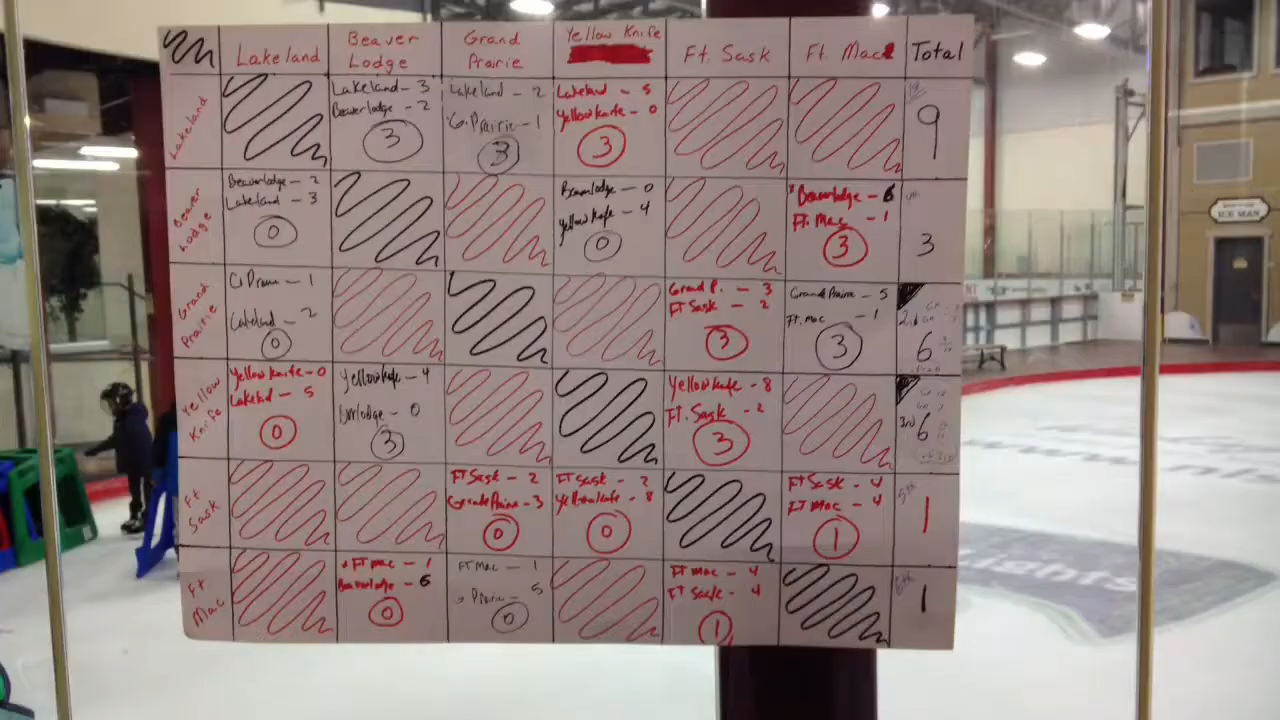 Lakeland
Beaver Lodge
Grand Prairie
Yellow Knife
Ft. Sask
Ft. Mac
Total
Lakeland
Lakeland - 3
Beaverlodge - 2
3
Lakeland - 2
G. Prairie - 1
3
Lakeland - 5
Yellowknife - 0
3
9
Beaver Lodge
Beaverlodge - 2
Lakeland - 3
0
Beaverlodge - 0
Yellowknife - 4
0
Beaverlodge - 6
Ft. Mac - 1
3
4th
3
Grand Prairie
G Prairie - 1
Lakeland - 2
0
Grand P. - 3
Ft Sask - 2
3
Grande Prairie - 5
Ft. Mac - 1
3
2nd
6
Yellow Knife
Yellowknife - 0
Lakeland - 5
0
Yellowknife - 4
Bvrlodge - 0
3
Yellowknife - 8
Ft. Sask - 2
3
3rd
6
Ft Sask
Ft Sask - 2
Grande Prairie - 3
0
Ft Sask - 2
Yellowknife - 8
0
Ft Sask - 4
Ft Mac - 4
1
5th
1
Ft Mac
Ft Mac - 1
Beaverlodge - 6
0
Ft Mac - 1
Prairie - 5
0
Ft Mac - 4
Ft Sask - 4
1
6th
1
ICE MAN